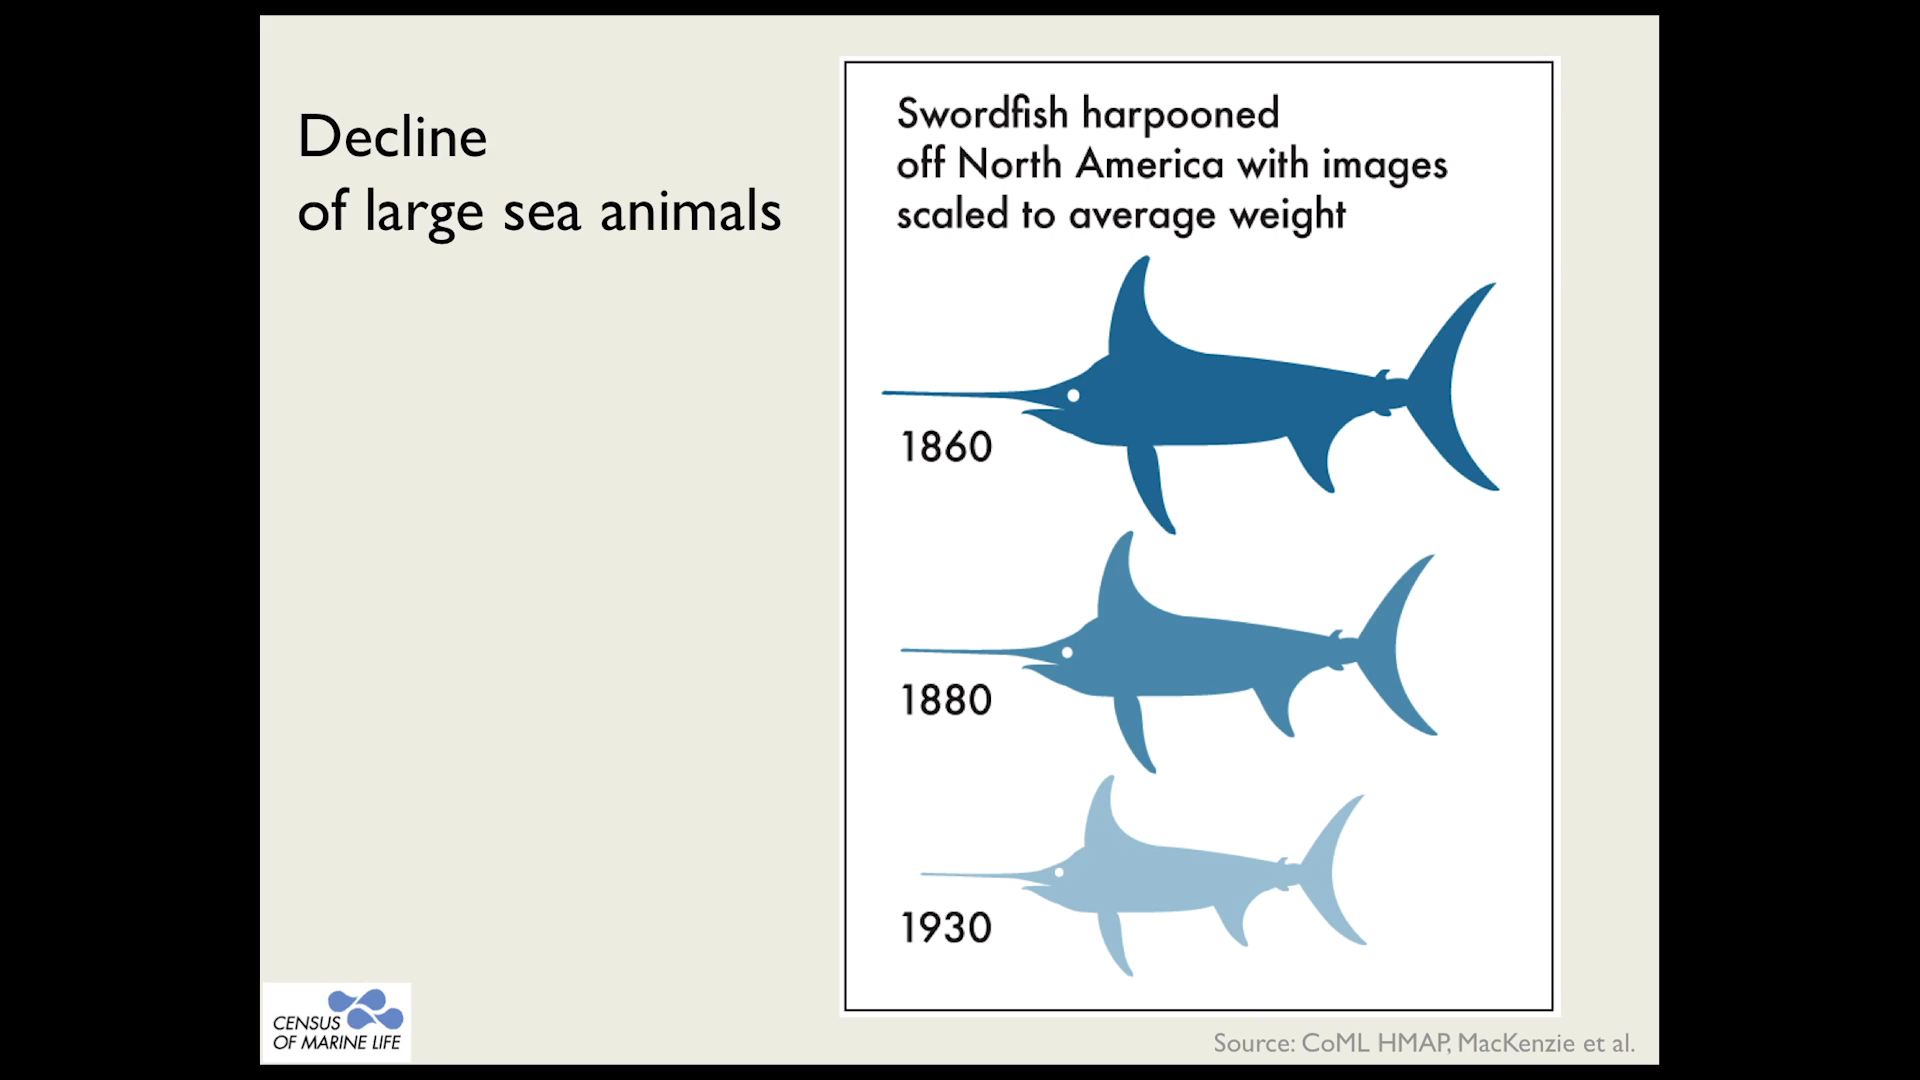 Decline
of large sea animals
Swordfish harpooned
off North America with images
scaled to average weight
1860
1880
1930
CENSUS
OF MARINE LIFE
Source: CoML HMAP, MacKenzie et al.